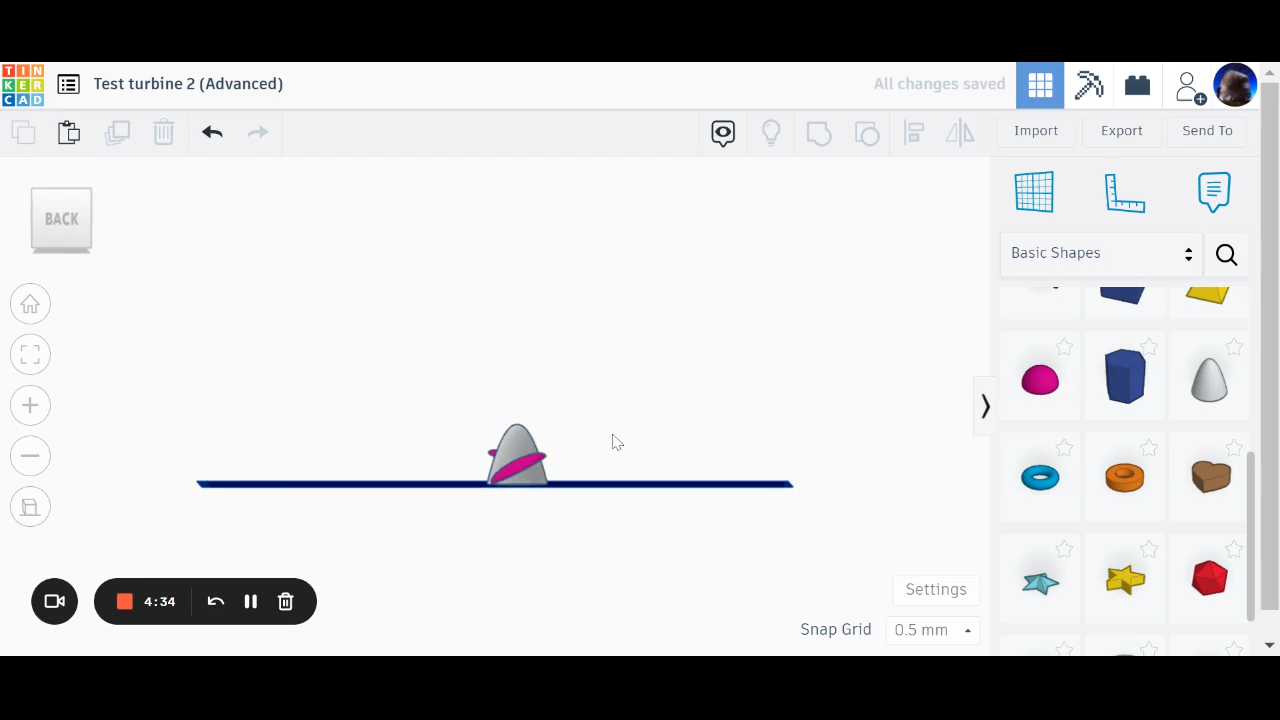 TIN
KER
CAD
Test turbine 2 (Advanced)
All changes saved
Import
Export
Send To
BACK
Basic Shapes
4:34
Settings
Snap Grid
0.5 mm